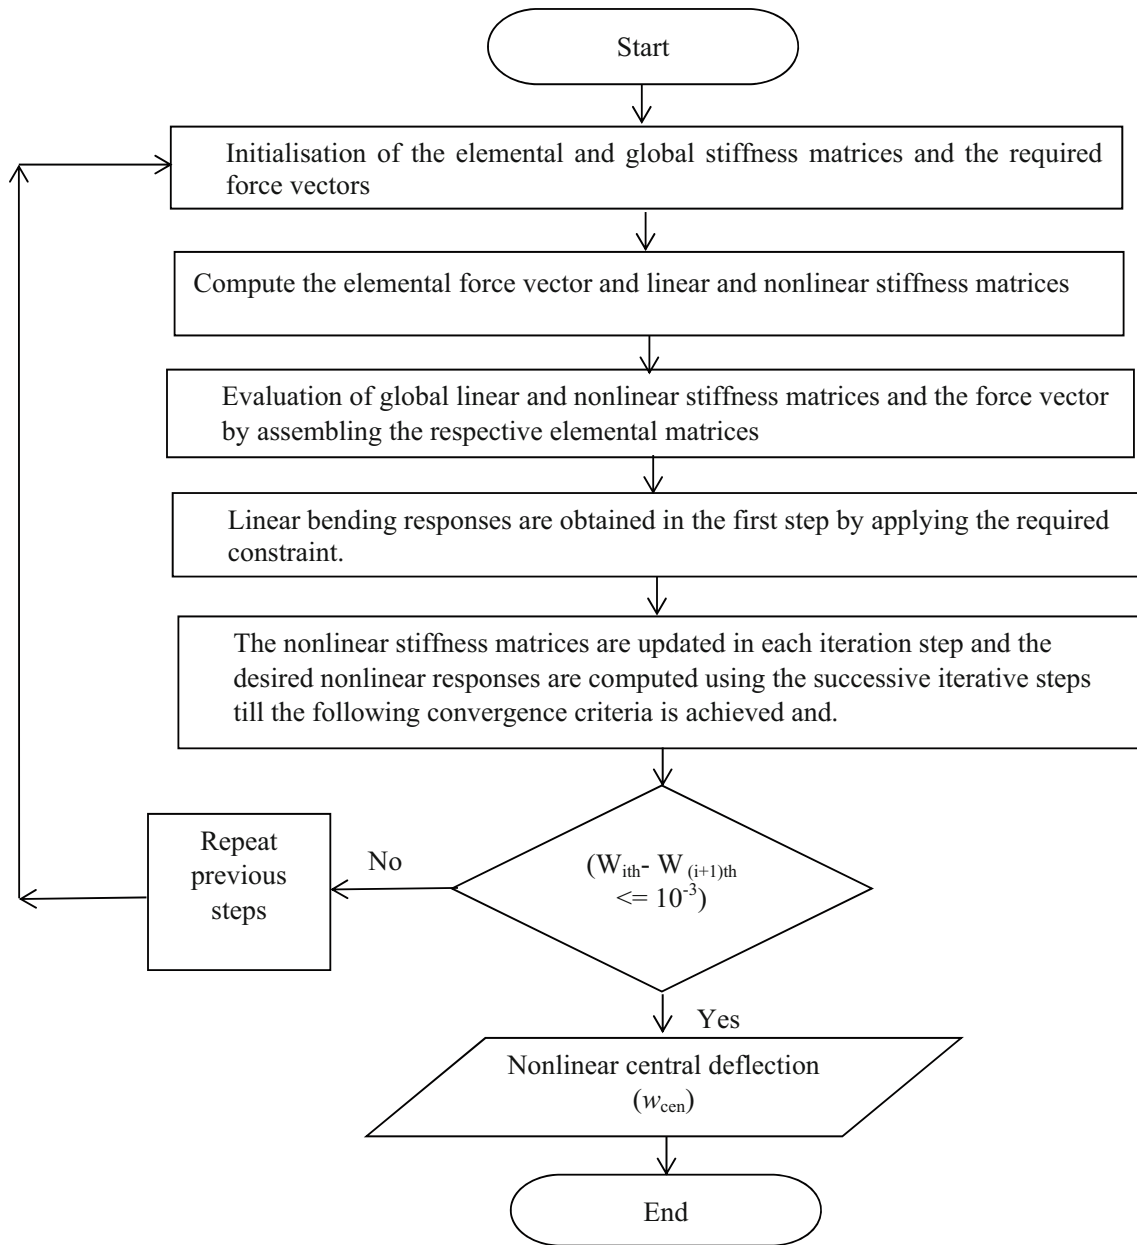 Start
Initialisation of the elemental and global stiffness matrices and the required
force vectors
Compute the elemental force vector and linear and nonlinear stiffness matrices
Evaluation of global linear and nonlinear stiffness matrices and the force vector
by assembling the respective elemental matrices
Linear bending responses are obtained in the first step by applying the required
constraint.
The nonlinear stiffness matrices are updated in each iteration step and the
desired nonlinear responses are computed using the successive iterative steps
till the following convergence criteria is achieved and.
Repeat
previous
steps
No
(W_ith- W_(i+1)th
<= 10^-3)
Yes
Nonlinear central deflection
(w_cen)
End